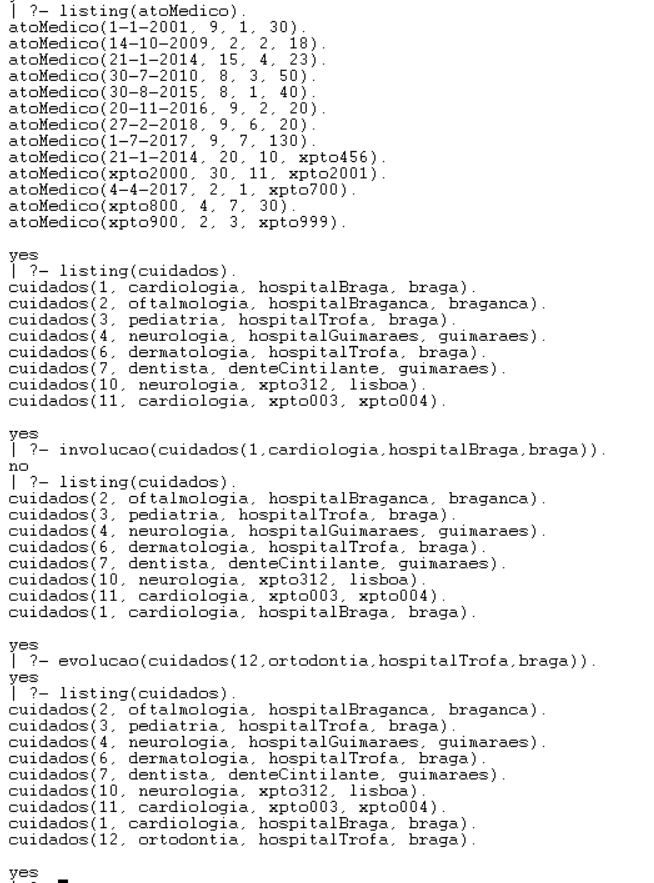 | ?- listing(atoMedico).
atoMedico(1-1-2001, 9, 1, 30).
atoMedico(14-10-2009, 2, 2, 18).
atoMedico(21-1-2014, 15, 4, 23).
atoMedico(30-7-2010, 8, 3, 50).
atoMedico(30-8-2015, 8, 1, 40).
atoMedico(20-11-2016, 9, 2, 20).
atoMedico(27-2-2018, 9, 6, 20).
atoMedico(1-7-2017, 9, 7, 130).
atoMedico(21-1-2014, 20, 10, xpto456).
atoMedico(xpto2000, 30, 11, xpto2001).
atoMedico(4-4-2017, 2, 1, xpto700).
atoMedico(xpto800, 4, 7, 30).
atoMedico(xpto900, 2, 3, xpto999).
yes
| ?- listing(cuidados).
cuidados(1, cardiologia, hospitalBraga, braga).
cuidados(2, oftalmologia, hospitalBraganca, braganca).
cuidados(3, pediatria, hospitalTrofa, braga).
cuidados(4, neurologia, hospitalGuimaraes, guimaraes).
cuidados(6, dermatologia, hospitalTrofa, braga).
cuidados(7, dentista, denteCintilante, guimaraes).
cuidados(10, neurologia, xpto312, lisboa).
cuidados(11, cardiologia, xpto003, xpto004).
yes
| ?- involucao(cuidados(1,cardiologia,hospitalBraga,braga)).
no
| ?- listing(cuidados).
cuidados(2, oftalmologia, hospitalBraganca, braganca).
cuidados(3, pediatria, hospitalTrofa, braga).
cuidados(4, neurologia, hospitalGuimaraes, guimaraes).
cuidados(6, dermatologia, hospitalTrofa, braga).
cuidados(7, dentista, denteCintilante, guimaraes).
cuidados(10, neurologia, xpto312, lisboa).
cuidados(11, cardiologia, xpto003, xpto004).
cuidados(1, cardiologia, hospitalBraga, braga).
yes
| ?- evolucao(cuidados(12,ortodontia,hospitalTrofa,braga)).
yes
| ?- listing(cuidados).
cuidados(2, oftalmologia, hospitalBraganca, braganca).
cuidados(3, pediatria, hospitalTrofa, braga).
cuidados(4, neurologia, hospitalGuimaraes, guimaraes).
cuidados(6, dermatologia, hospitalTrofa, braga).
cuidados(7, dentista, denteCintilante, guimaraes).
cuidados(10, neurologia, xpto312, lisboa).
cuidados(11, cardiologia, xpto003, xpto004).
cuidados(1, cardiologia, hospitalBraga, braga).
cuidados(12, ortodontia, hospitalTrofa, braga).
yes